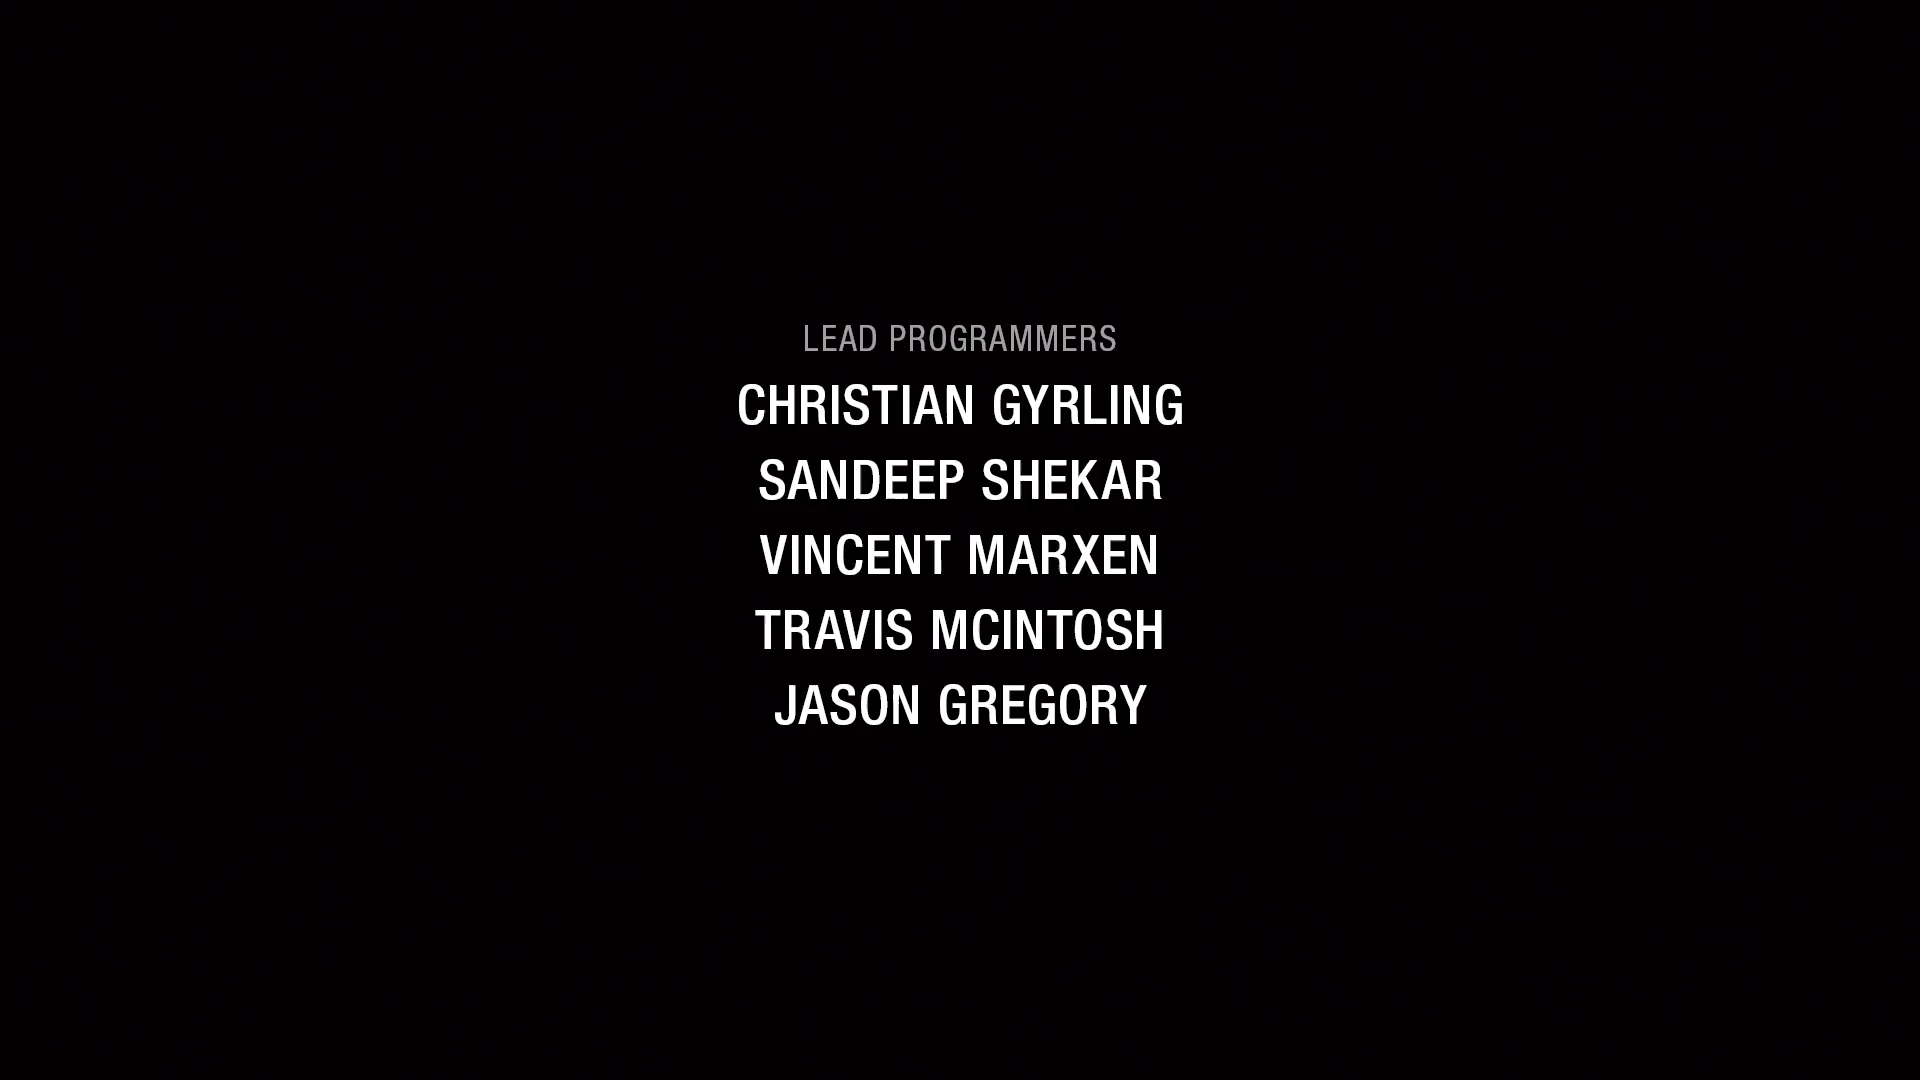 LEAD PROGRAMMERS
CHRISTIAN GYRLING
SANDEEP SHEKAR
VINCENT MARXEN
TRAVIS MCINTOSH
JASON GREGORY